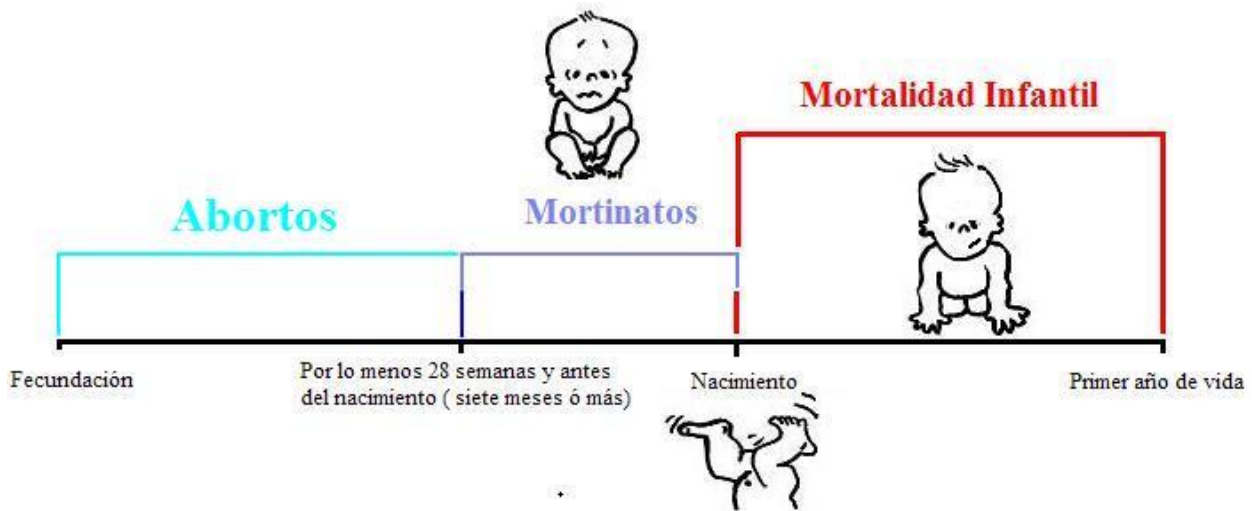 Mortalidad Infantil
Abortos
Mortinatos
Fecundación
Por lo menos 28 semanas y antes
del nacimiento ( siete meses ó más)
Nacimiento
Primer año de vida